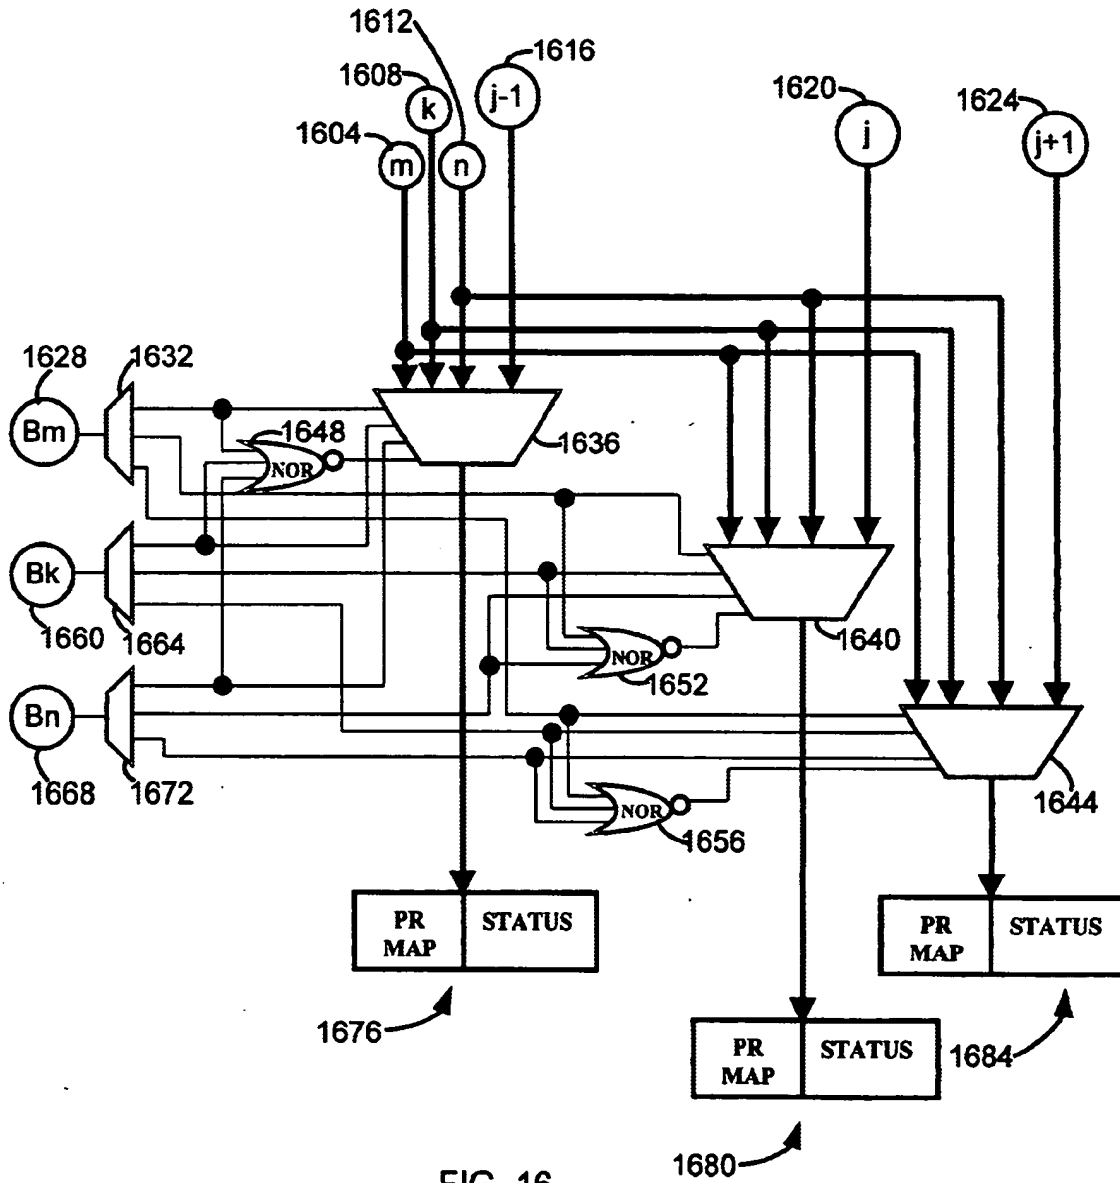 1612
1616
1608
k
j-1
1604
m
n
1620
j
1624
j+1
1628
1632
Bm
1648
NOR
1636
Bk
1660
1664
1640
NOR
1652
Bn
1668
1672
1644
NOR
1656
PR
MAP
STATUS
PR
MAP
STATUS
1676
PR
MAP
STATUS
1684
1680
FIG. 16